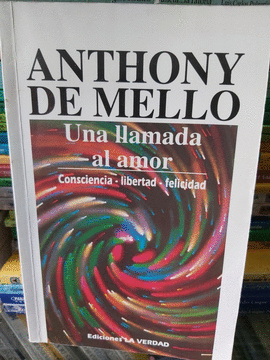 ANTHONY
DE MELLO
Una llamada
al amor
Consciencia - libertad - felicidad
Ediciones LA VERDAD